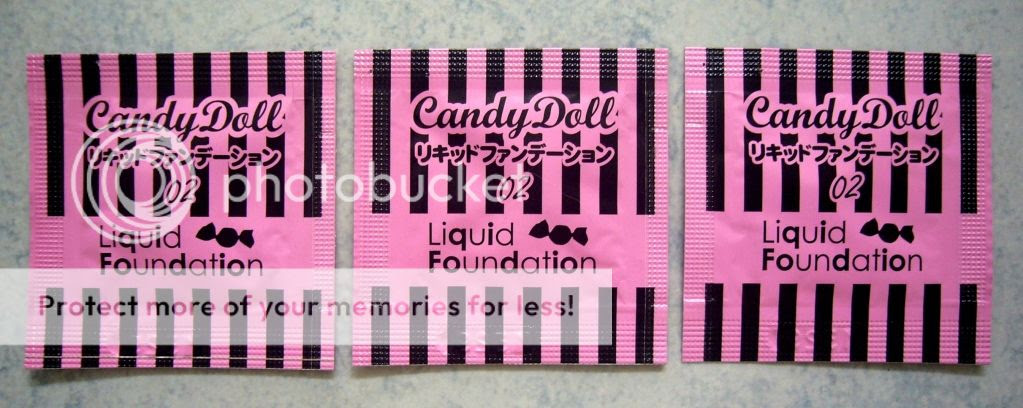 CandyDoll
リキッドファンデーション
02
Liquid
Foundation
CandyDoll
リキッドファンデーション
02
Liquid
Foundation
CandyDoll
リキッドファンデーション
02
Liquid
Foundation
photobucket
Protect more of your memories for less!